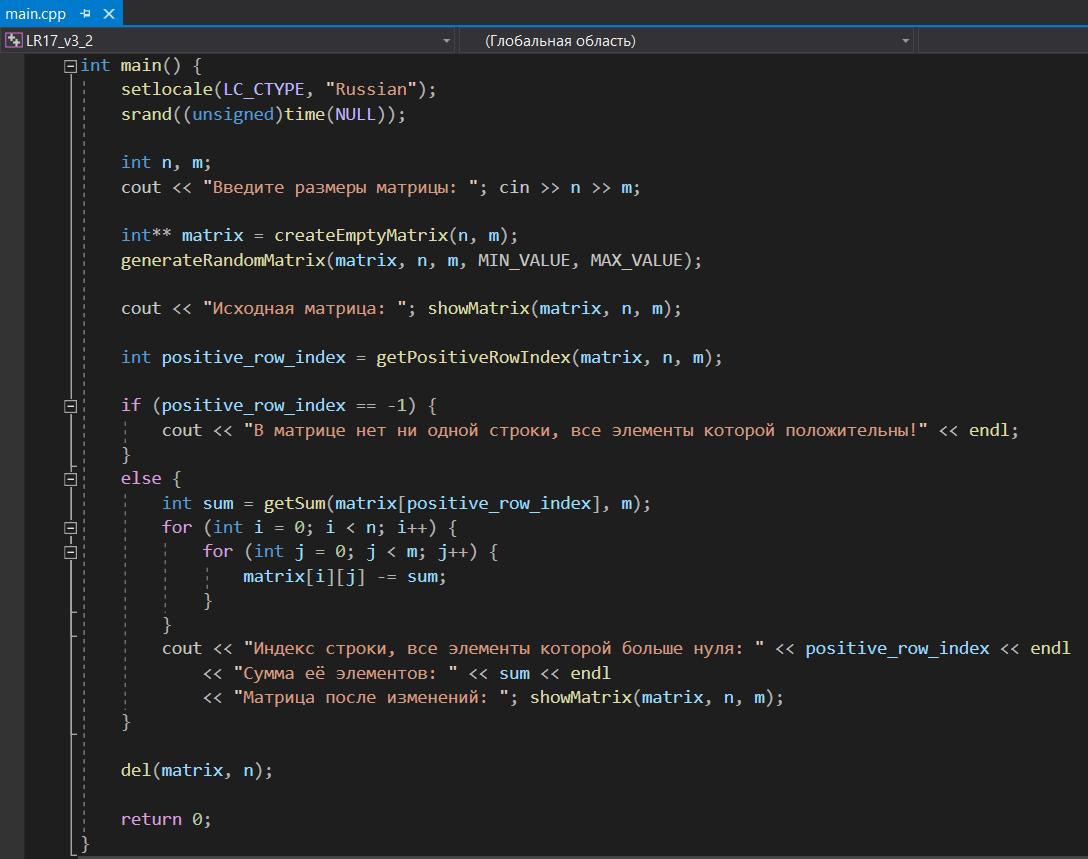 main.cpp
LR17_v3_2 (Глобальная область)
int main() {
    setlocale(LC_CTYPE, "Russian");
    srand((unsigned)time(NULL));
    int n, m;
    cout << "Введите размеры матрицы: "; cin >> n >> m;
    int** matrix = createEmptyMatrix(n, m);
    generateRandomMatrix(matrix, n, m, MIN_VALUE, MAX_VALUE);
    cout << "Исходная матрица: "; showMatrix(matrix, n, m);
    int positive_row_index = getPositiveRowIndex(matrix, n, m);
    if (positive_row_index == -1) {
        cout << "В матрице нет ни одной строки, все элементы которой положительны!" << endl;
    }
    else {
        int sum = getSum(matrix[positive_row_index], m);
        for (int i = 0; i < n; i++) {
            for (int j = 0; j < m; j++) {
                matrix[i][j] -= sum;
            }
        }
        cout << "Индекс строки, все элементы которой больше нуля: " << positive_row_index << endl
            << "Сумма её элементов: " << sum << endl
            << "Матрица после изменений: "; showMatrix(matrix, n, m);
    }
    del(matrix, n);
    return 0;
}